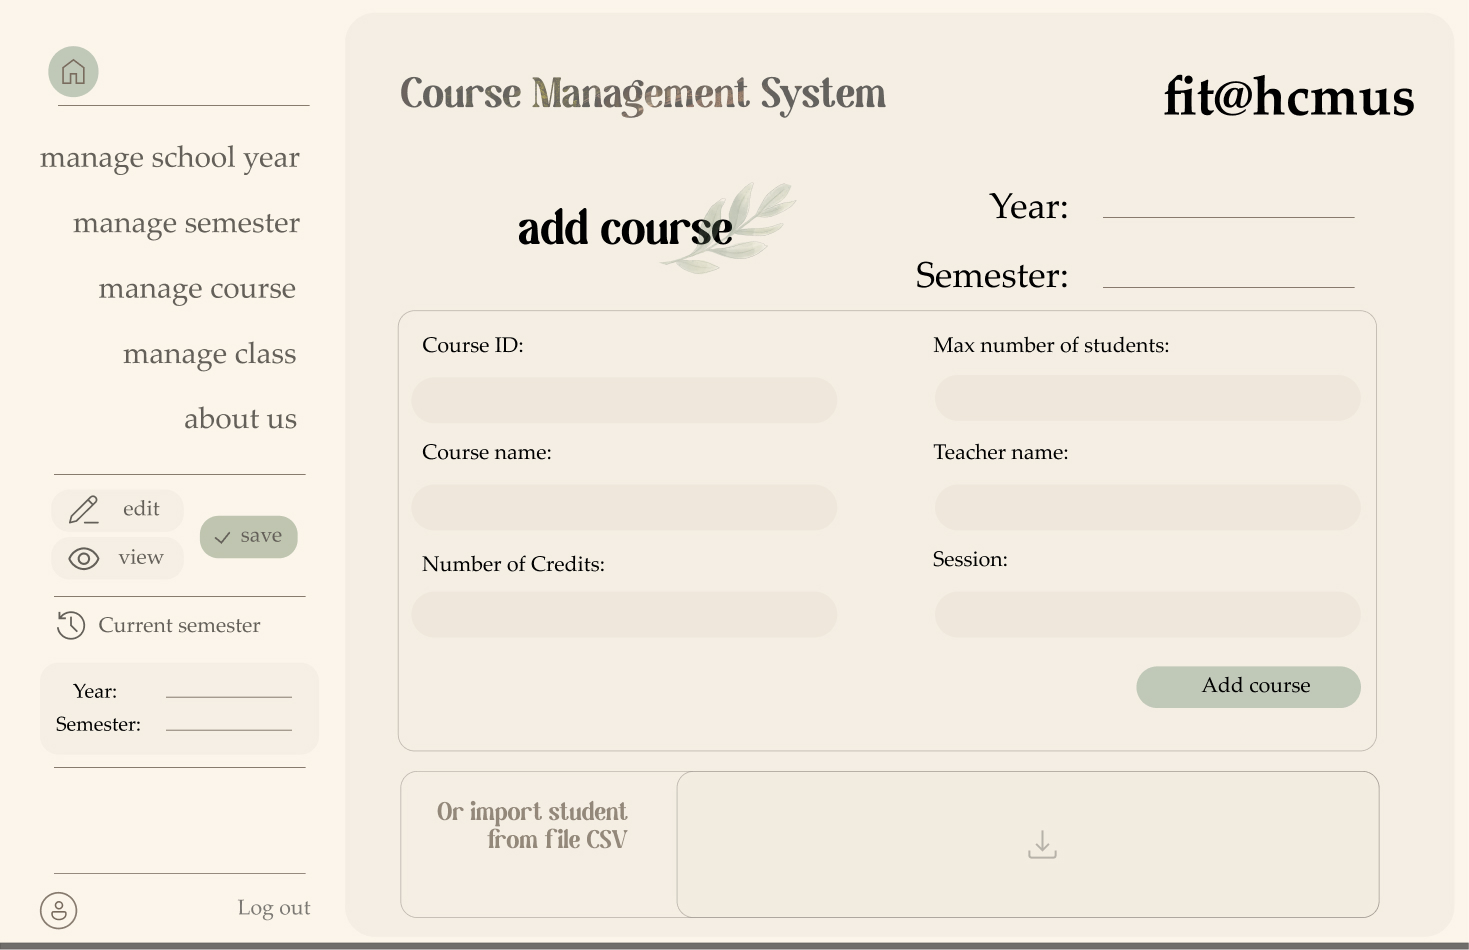 manage school year
manage semester
manage course
manage class
about us
edit
view
save
Current semester
Year:
Semester:
Log out
Course Management System
fit@hcmus
add course
Year:
Semester:
Course ID:
Max number of students:
Course name:
Teacher name:
Number of Credits:
Session:
Add course
Or import student
from file CSV